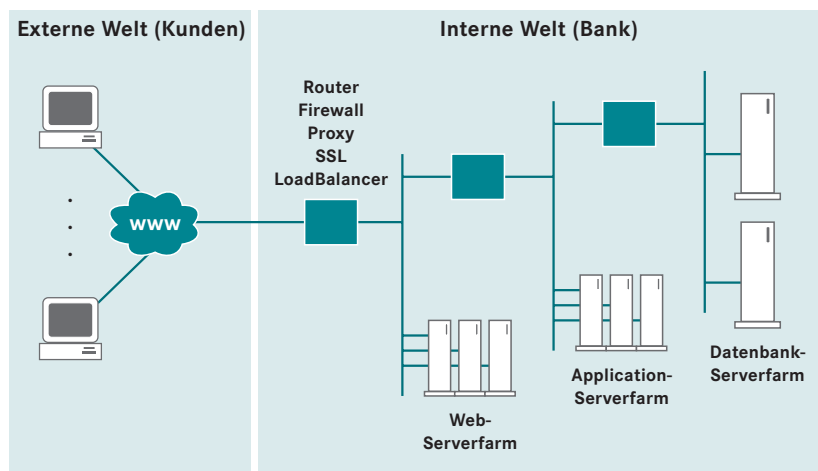 Externe Welt (Kunden)
Interne Welt (Bank)
Router
Firewall
Proxy
SSL
LoadBalancer
www
Web-
Serverfarm
Application-
Serverfarm
Datenbank-
Serverfarm